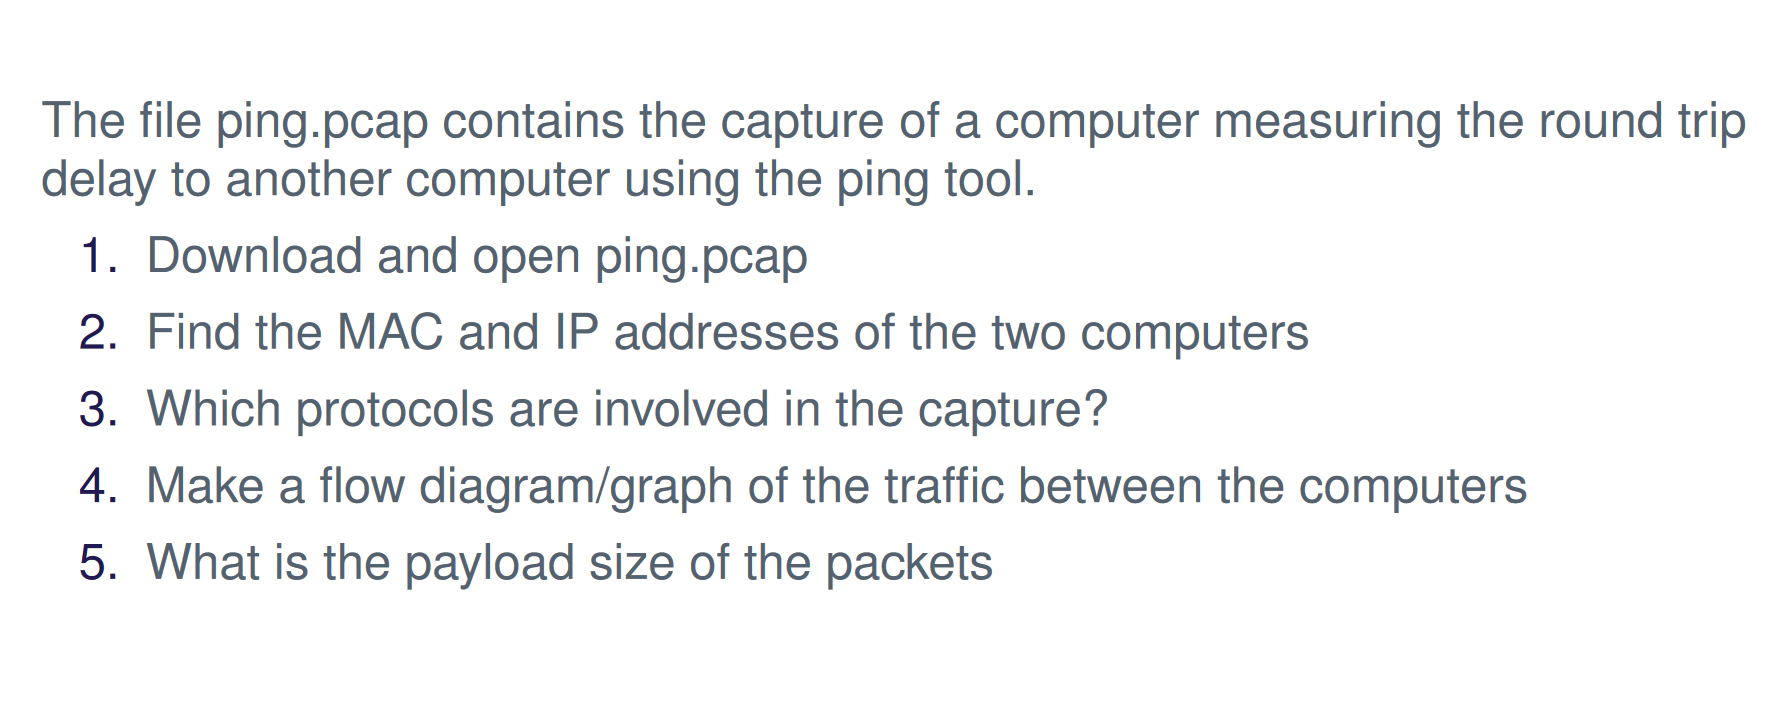 The file ping.pcap contains the capture of a computer measuring the round trip
delay to another computer using the ping tool.
1. Download and open ping.pcap
2. Find the MAC and IP addresses of the two computers
3. Which protocols are involved in the capture?
4. Make a flow diagram/graph of the traffic between the computers
5. What is the payload size of the packets